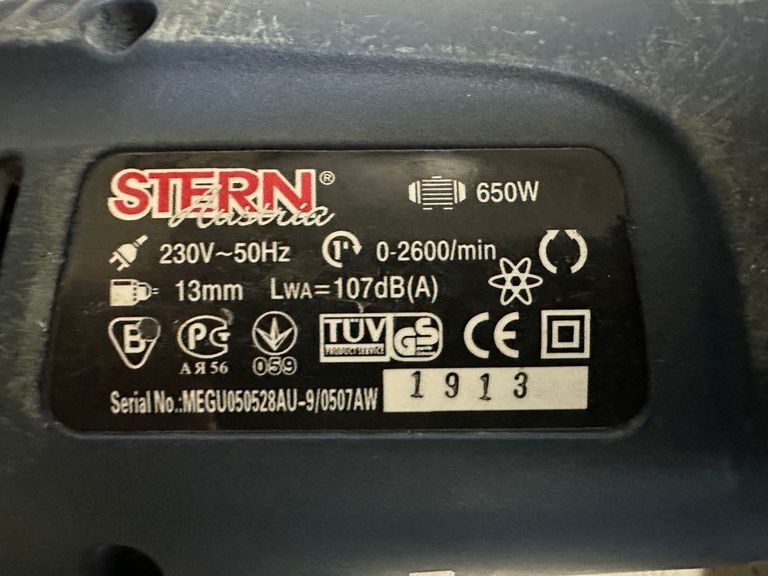 STERN®
Austria
650W
230V~50Hz 0-2600/min
13mm LWA=107dB(A)
B РС TÜV GS CE
PRODUCT SERVICE
АЯ56 059
Serial No.:MEGU050528AU-9/0507AW 1913